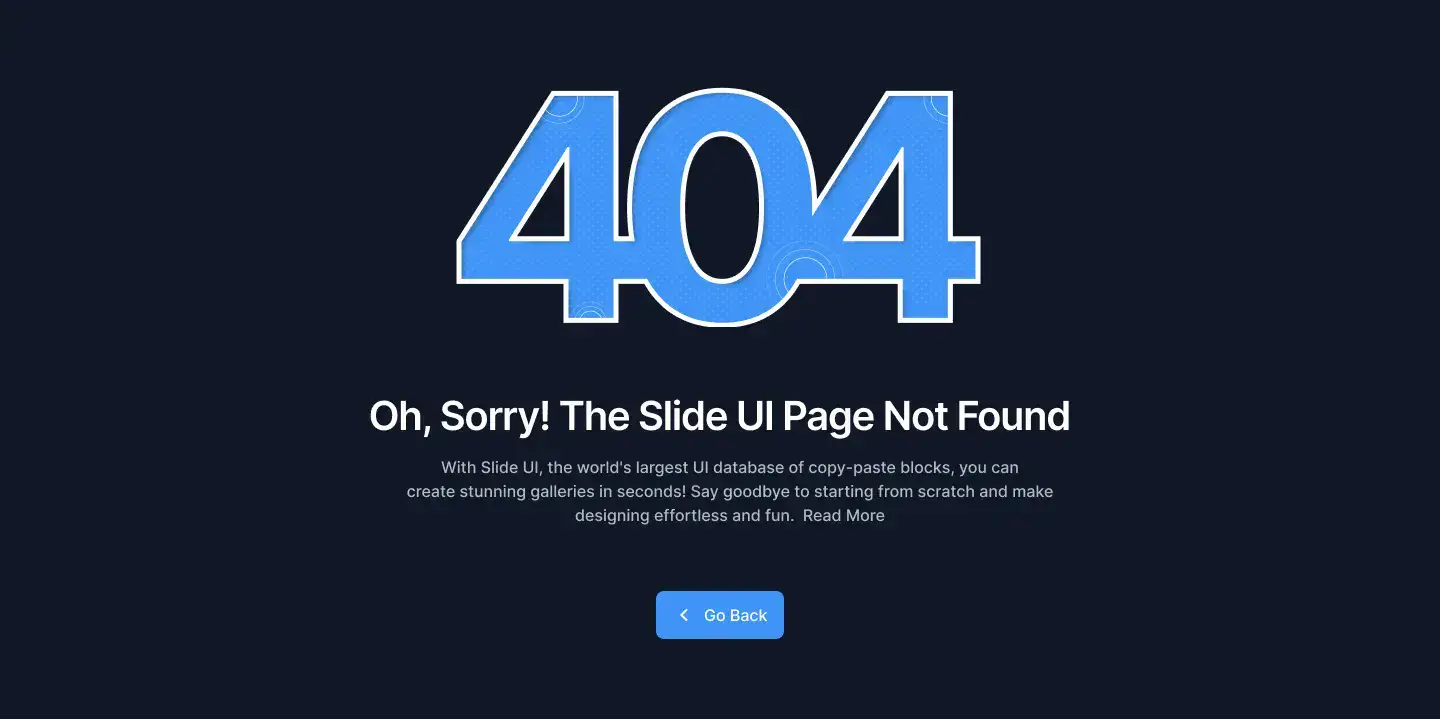 404
Oh, Sorry! The Slide UI Page Not Found
With Slide UI, the world's largest UI database of copy-paste blocks, you can
create stunning galleries in seconds! Say goodbye to starting from scratch and make
designing effortless and fun.  Read More
Go Back